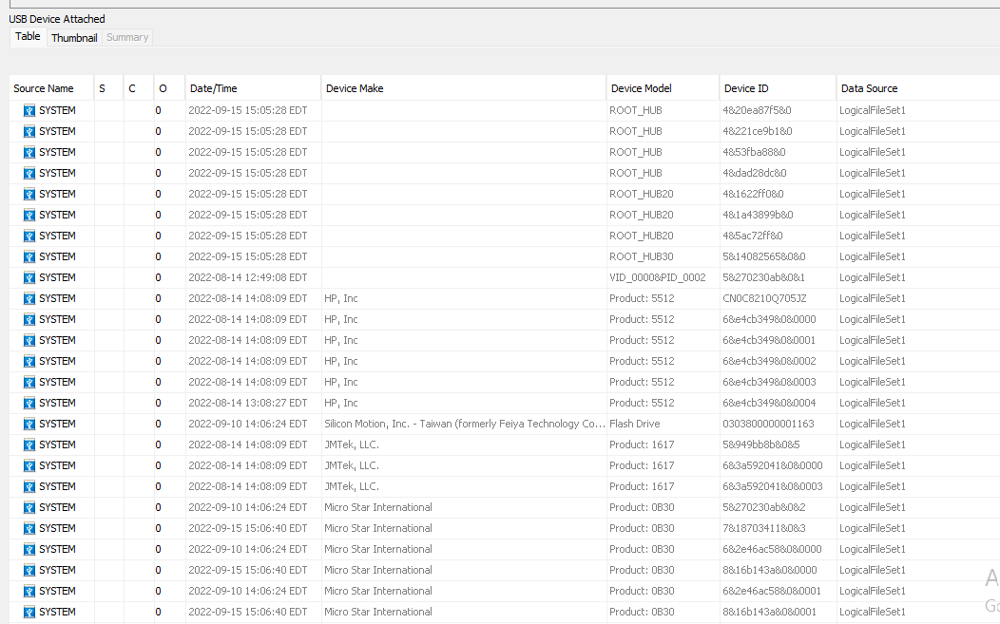 USB Device Attached
Table Thumbnail Summary
Source Name S C O Date/Time Device Make Device Model Device ID Data Source
SYSTEM 0 2022-09-15 15:05:28 EDT ROOT_HUB 4&20ea87f5&0 LogicalFileSet1
SYSTEM 0 2022-09-15 15:05:28 EDT ROOT_HUB 4&221ce9b1&0 LogicalFileSet1
SYSTEM 0 2022-09-15 15:05:28 EDT ROOT_HUB 4&53fba88&0 LogicalFileSet1
SYSTEM 0 2022-09-15 15:05:28 EDT ROOT_HUB 4&dad28dc&0 LogicalFileSet1
SYSTEM 0 2022-09-15 15:05:28 EDT ROOT_HUB20 4&1622ff0&0 LogicalFileSet1
SYSTEM 0 2022-09-15 15:05:28 EDT ROOT_HUB20 4&1a43899b&0 LogicalFileSet1
SYSTEM 0 2022-09-15 15:05:28 EDT ROOT_HUB20 4&5ac72ff&0 LogicalFileSet1
SYSTEM 0 2022-09-15 15:05:28 EDT ROOT_HUB30 5&14082565&0&0 LogicalFileSet1
SYSTEM 0 2022-08-14 12:49:08 EDT VID_0000&PID_0002 5&270230ab&0&1 LogicalFileSet1
SYSTEM 0 2022-08-14 14:08:09 EDT HP, Inc Product: 5512 CN0C8210Q705JZ LogicalFileSet1
SYSTEM 0 2022-08-14 14:08:09 EDT HP, Inc Product: 5512 6&e4cb349&0&0000 LogicalFileSet1
SYSTEM 0 2022-08-14 14:08:09 EDT HP, Inc Product: 5512 6&e4cb349&0&0001 LogicalFileSet1
SYSTEM 0 2022-08-14 14:08:09 EDT HP, Inc Product: 5512 6&e4cb349&0&0002 LogicalFileSet1
SYSTEM 0 2022-08-14 14:08:09 EDT HP, Inc Product: 5512 6&e4cb349&0&0003 LogicalFileSet1
SYSTEM 0 2022-08-14 13:08:27 EDT HP, Inc Product: 5512 6&e4cb349&0&0004 LogicalFileSet1
SYSTEM 0 2022-09-10 14:06:24 EDT Silicon Motion, Inc. - Taiwan (formerly Feiya Technology Co... Flash Drive 0303800000001163 LogicalFileSet1
SYSTEM 0 2022-08-14 14:08:09 EDT JMTek, LLC. Product: 1617 5&949bb8b&0&5 LogicalFileSet1
SYSTEM 0 2022-08-14 14:08:09 EDT JMTek, LLC. Product: 1617 6&3a592041&0&0000 LogicalFileSet1
SYSTEM 0 2022-08-14 14:08:09 EDT JMTek, LLC. Product: 1617 6&3a592041&0&0003 LogicalFileSet1
SYSTEM 0 2022-09-10 14:06:24 EDT Micro Star International Product: 0B30 5&270230ab&0&2 LogicalFileSet1
SYSTEM 0 2022-09-15 15:06:40 EDT Micro Star International Product: 0B30 7&18703411&0&3 LogicalFileSet1
SYSTEM 0 2022-09-10 14:06:24 EDT Micro Star International Product: 0B30 6&2e46ac58&0&0000 LogicalFileSet1
SYSTEM 0 2022-09-15 15:06:40 EDT Micro Star International Product: 0B30 8&16b143a&0&0000 LogicalFileSet1
SYSTEM 0 2022-09-10 14:06:24 EDT Micro Star International Product: 0B30 6&2e46ac58&0&0001 LogicalFileSet1
SYSTEM 0 2022-09-15 15:06:40 EDT Micro Star International Product: 0B30 8&16b143a&0&0001 LogicalFileSet1